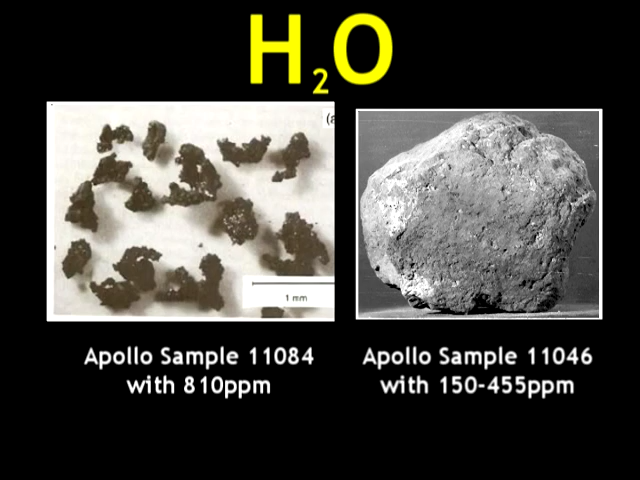 H₂O
(a
1 mm
Apollo Sample 11084
with 810ppm
Apollo Sample 11046
with 150-455ppm